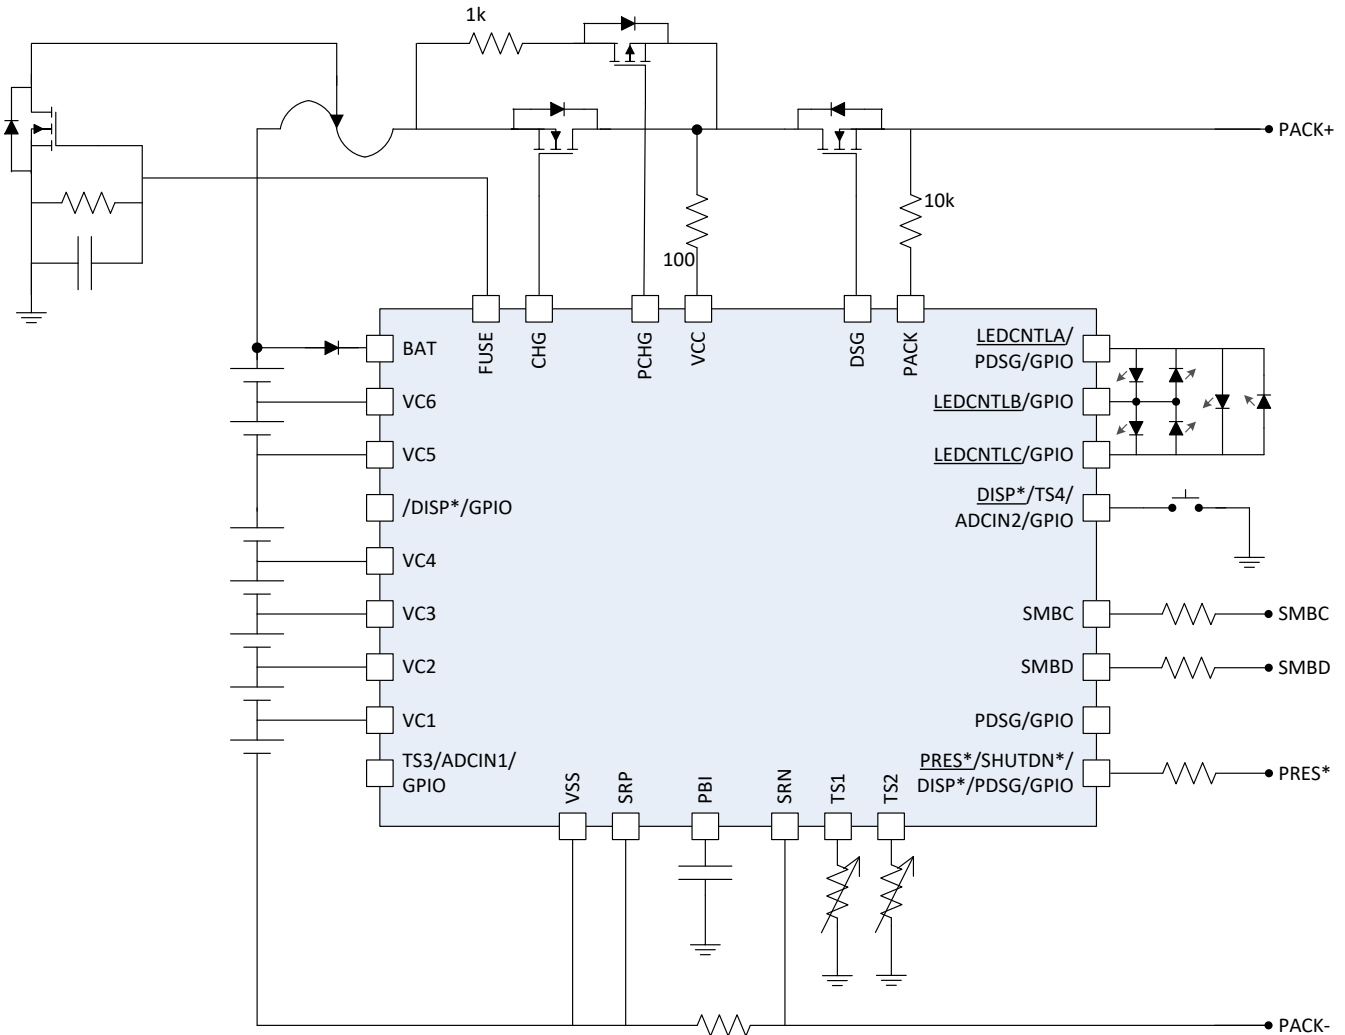 1k
PACK+
10k
100
BAT
FUSE
CHG
PCHG
VCC
DSG
PACK
LEDCNTLA/
PDSG/GPIO
VC6
LEDCNTLB/GPIO
VC5
LEDCNTLC/GPIO
/DISP*/GPIO
DISP*/TS4/
ADCIN2/GPIO
VC4
VC3
SMBC
SMBC
VC2
SMBD
SMBD
VC1
PDSG/GPIO
TS3/ADCIN1/
GPIO
PRES*/SHUTDN*/
DISP*/PDSG/GPIO
PRES*
VSS
SRP
PBI
SRN
TS1
TS2
PACK-